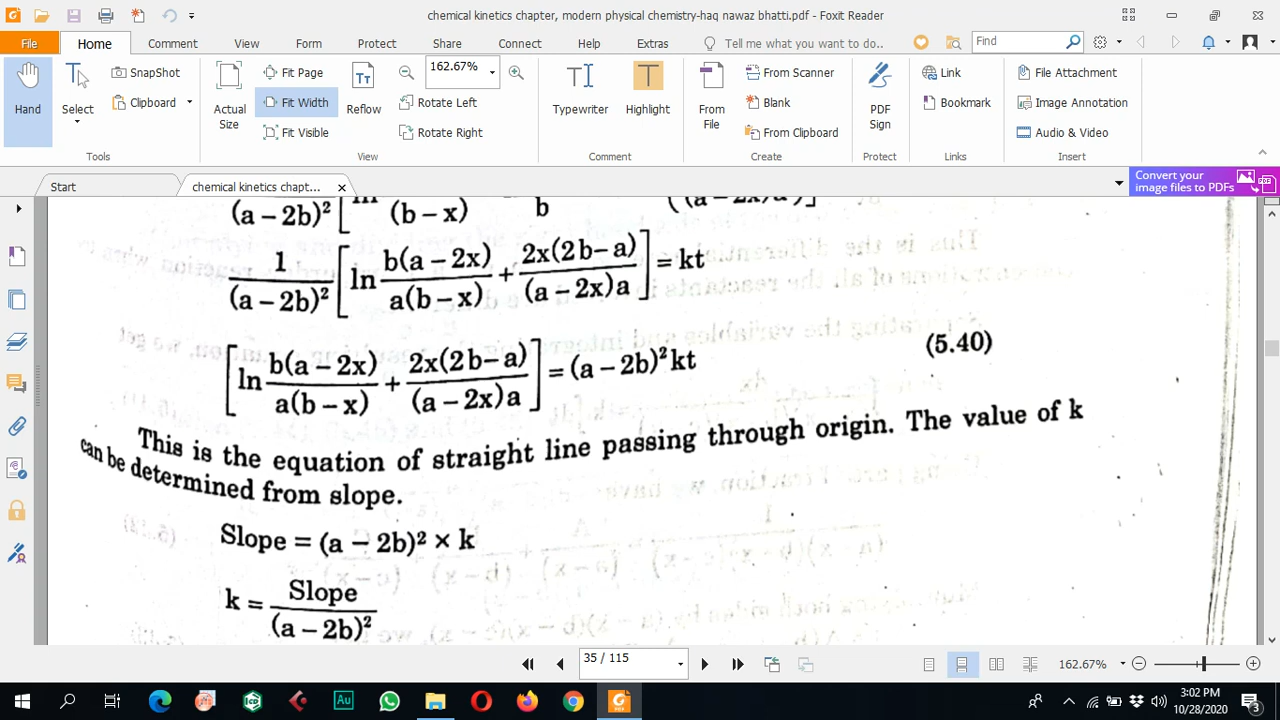 chemical kinetics chapter, modern physical chemistry-haq nawaz bhatti.pdf - Foxit Reader
File Home Comment View Form Protect Share Connect Help Extras Tell me what you want to do.. Find
Hand Select SnapShot Clipboard
Actual Size Fit Page Fit Width Fit Visible Reflow 162.67% Rotate Left Rotate Right
Typewriter Highlight
From File From Scanner Blank From Clipboard
PDF Sign
Link Bookmark
File Attachment Image Annotation Audio & Video
Tools View Comment Create Protect Links Insert
Start chemical kinetics chapt...
Convert your image files to PDFs
(a – 2b)² (b – x) b
1/(a – 2b)² [ln b(a – 2x)/a(b – x) + 2x(2b – a)/(a – 2x)a] = kt
[ln b(a – 2x)/a(b – x) + 2x(2b – a)/(a – 2x)a] = (a – 2b)² kt (5.40)
This is the equation of straight line passing through origin. The value of k
can be determined from slope.
Slope = (a – 2b)² × k
k = Slope/(a – 2b)²
35 / 115 162.67%
Au 3:02 PM
10/28/2020 3